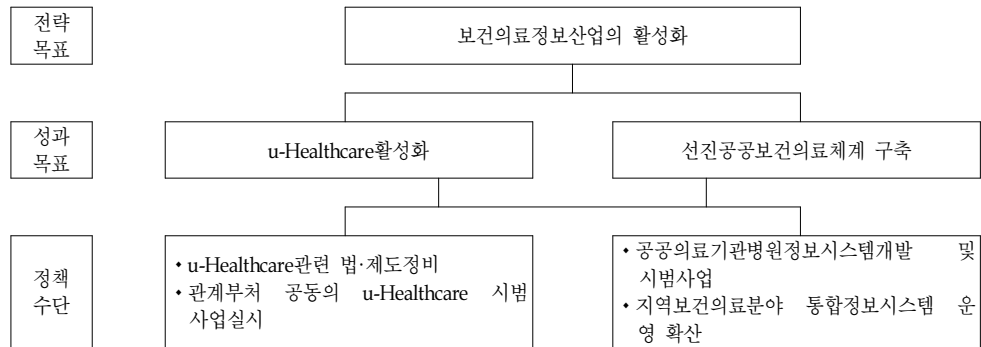 전략
목표
보건의료정보산업의 활성화
성과
목표
u-Healthcare활성화
선진공공보건의료체계 구축
정책
수단
• u-Healthcare관련 법·제도정비
• 관계부처 공동의 u-Healthcare 시범
사업실시
• 공공의료기관병원정보시스템개발 및
시범사업
• 지역보건의료분야 통합정보시스템 운
영 확산